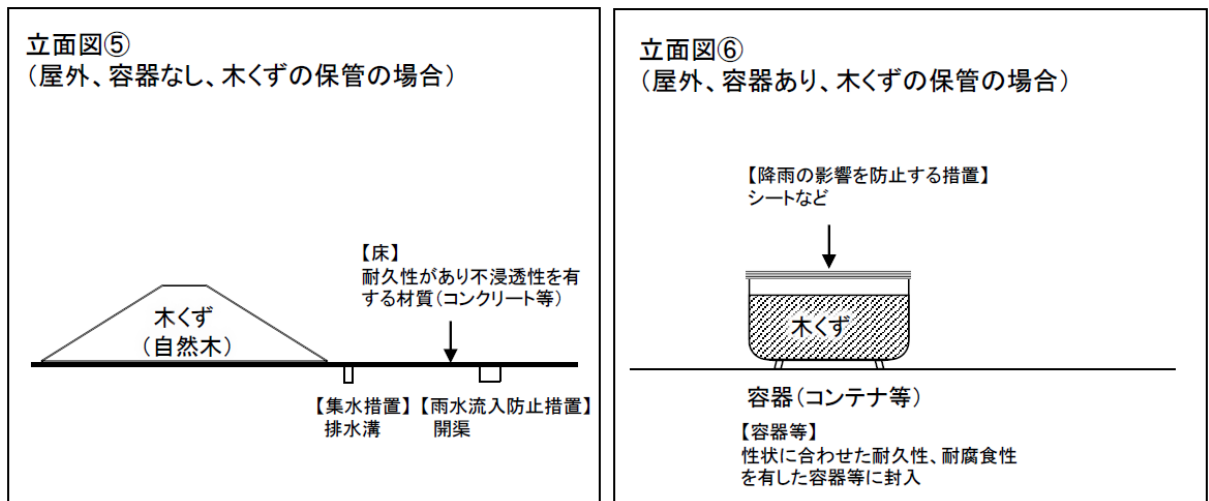 立面図⑤
（屋外、容器なし、木くずの保管の場合）
【床】
耐久性があり不浸透性を有
する材質（コンクリート等）
木くず
（自然木）
【集水措置】
排水溝
【雨水流入防止措置】
開渠
立面図⑥
（屋外、容器あり、木くずの保管の場合）
【降雨の影響を防止する措置】
シートなど
木くず
容器（コンテナ等）
【容器等】
性状に合わせた耐久性、耐腐食性
を有した容器等に封入